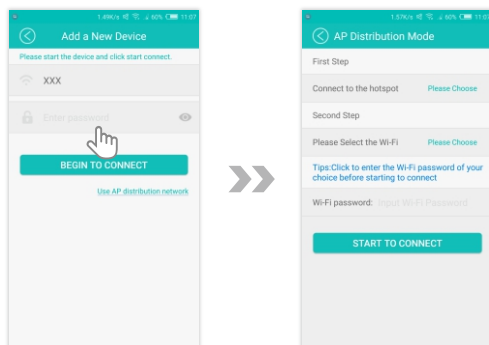 1.49K/s 60% 11:07
Add a New Device
Please start the device and click start connect.
XXX
Enter password
BEGIN TO CONNECT
Use AP distribution network
1.57K/s 60% 11:07
AP Distribution Mode
First Step
Connect to the hotspot Please Choose
Second Step
Please Select the Wi-Fi Please Choose
Tips:Click to enter the Wi-Fi password of your
choice before starting to connect
Wi-Fi password: Input Wi-Fi Password
START TO CONNECT